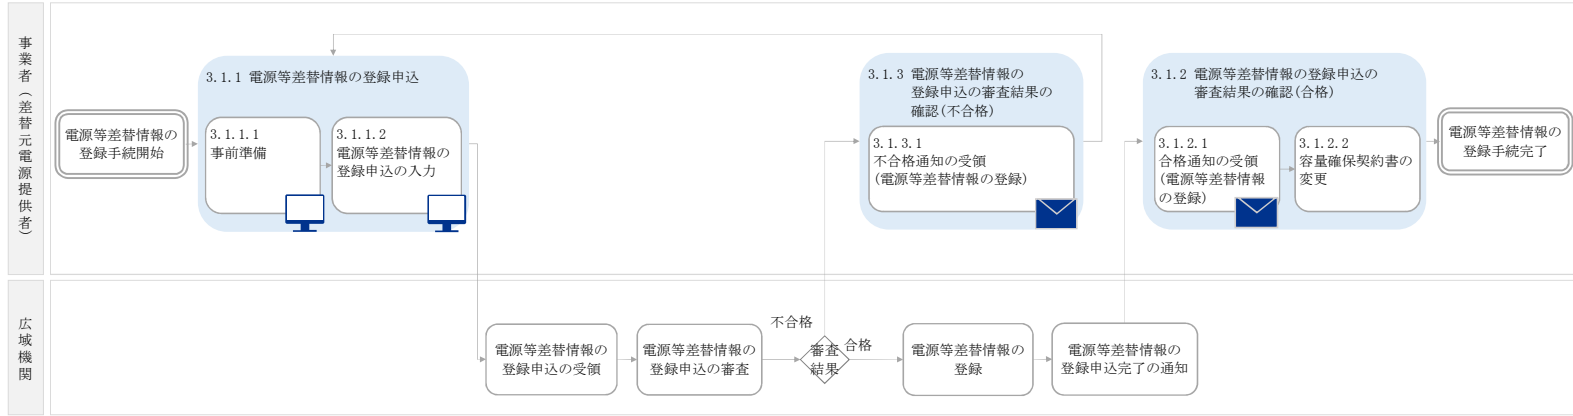 事業者(差替元電源提供者)
電源等差替情報の
登録手続開始
3.1.1 電源等差替情報の登録申込
3.1.1.1
事前準備
3.1.1.2
電源等差替情報の
登録申込の入力
3.1.3 電源等差替情報の
登録申込の審査結果の
確認(不合格)
3.1.3.1
不合格通知の受領
(電源等差替情報の登録)
3.1.2 電源等差替情報の登録申込の
審査結果の確認(合格)
3.1.2.1
合格通知の受領
(電源等差替情報
の登録)
3.1.2.2
容量確保契約書の
変更
電源等差替情報の
登録手続完了
広域機関
電源等差替情報の
登録申込の受領
電源等差替情報の
登録申込の審査
不合格
審査
結果
合格
電源等差替情報の
登録
電源等差替情報の
登録申込完了の通知